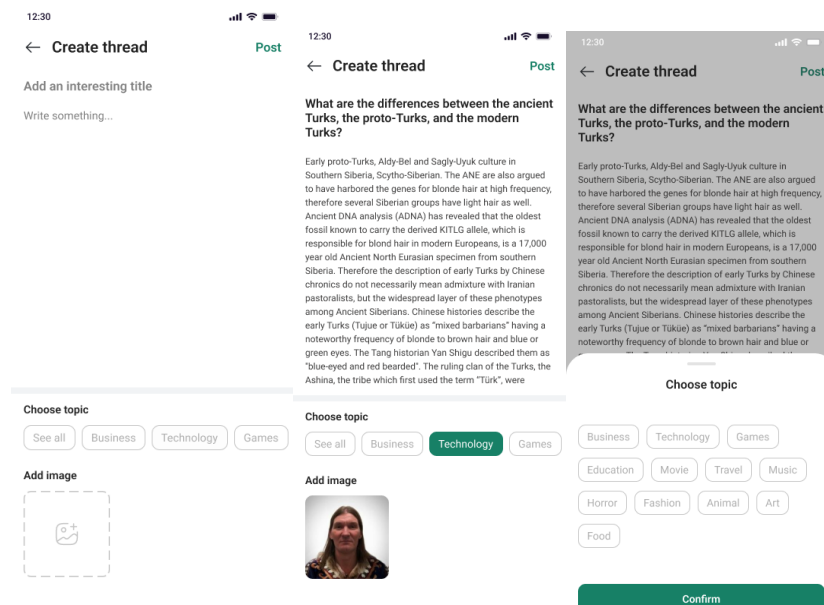 12:30
Create thread
Post
Add an interesting title
Write something...
Choose topic
See all
Business
Technology
Games
Add image
12:30
Create thread
Post
What are the differences between the ancient
Turks, the proto-Turks, and the modern
Turks?
Early proto-Turks, Aldy-Bel and Sagly-Uyuk culture in
Southern Siberia, Scytho-Siberian. The ANE are also argued
to have harbored the genes for blonde hair at high frequency,
therefore several Siberian groups have light hair as well.
Ancient DNA analysis (ADNA) has revealed that the oldest
fossil known to carry the derived KITLG allele, which is
responsible for blond hair in modern Europeans, is a 17,000
year old Ancient North Eurasian specimen from southern
Siberia. Therefore the description of early Turks by Chinese
chronics do not necessarily mean admixture with Iranian
pastoralists, but the widespread layer of these phenotypes
among Ancient Siberians. Chinese histories describe the
early Turks (Tujue or Tüküe) as “mixed barbarians” having a
noteworthy frequency of blonde to brown hair and blue or
green eyes. The Tang historian Yan Shigu described them as
"blue-eyed and red bearded". The ruling clan of the Turks, the
Ashina, the tribe which first used the term “Türk”, were
Choose topic
See all
Business
Technology
Games
Add image
12:30
Create thread
Post
What are the differences between the ancient
Turks, the proto-Turks, and the modern
Turks?
Early proto-Turks, Aldy-Bel and Sagly-Uyuk culture in
Southern Siberia, Scytho-Siberian. The ANE are also argued
to have harbored the genes for blonde hair at high frequency,
therefore several Siberian groups have light hair as well.
Ancient DNA analysis (ADNA) has revealed that the oldest
fossil known to carry the derived KITLG allele, which is
responsible for blond hair in modern Europeans, is a 17,000
year old Ancient North Eurasian specimen from southern
Siberia. Therefore the description of early Turks by Chinese
chronics do not necessarily mean admixture with Iranian
pastoralists, but the widespread layer of these phenotypes
among Ancient Siberians. Chinese histories describe the
early Turks (Tujue or Tüküe) as “mixed barbarians” having a
noteworthy frequency of blonde to brown hair and blue or
Choose topic
Business
Technology
Games
Education
Movie
Travel
Music
Horror
Fashion
Animal
Art
Food
Confirm